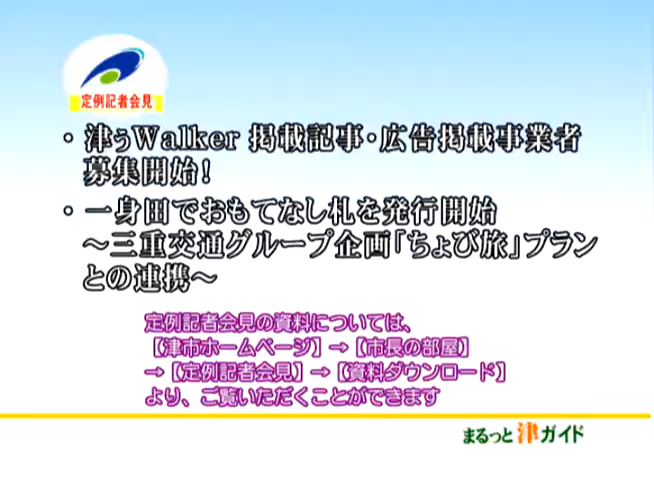 定例記者会見
・津ぅWalker 掲載記事・広告掲載事業者
募集開始！
・一身田でおもてなし札を発行開始
～三重交通グループ企画「ちょび旅」プラン
との連携～
定例記者会見の資料については、
【津市ホームページ】→【市長の部屋】
→【定例記者会見】→【資料ダウンロード】
より、ご覧いただくことができます
まるっと津ガイド